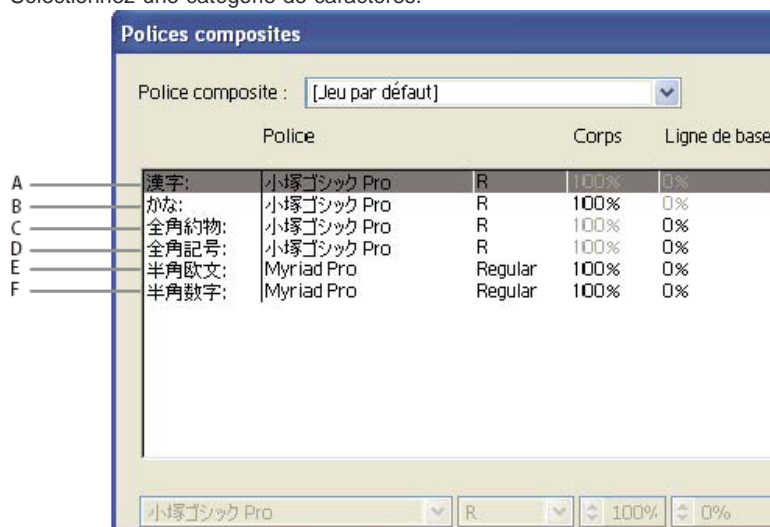 Sélectionnez une catégorie de caractères.
Polices composites
Police composite : [Jeu par défaut]
Police Corps Ligne de base
A 漢字: 小塚ゴシック Pro R 100% 0%
B かな: 小塚ゴシック Pro R 100% 0%
C 全角約物: 小塚ゴシック Pro R 100% 0%
D 全角記号: 小塚ゴシック Pro R 100% 0%
E 半角欧文: Myriad Pro Regular 100% 0%
F 半角数字: Myriad Pro Regular 100% 0%
小塚ゴシック Pro R 100% 0%